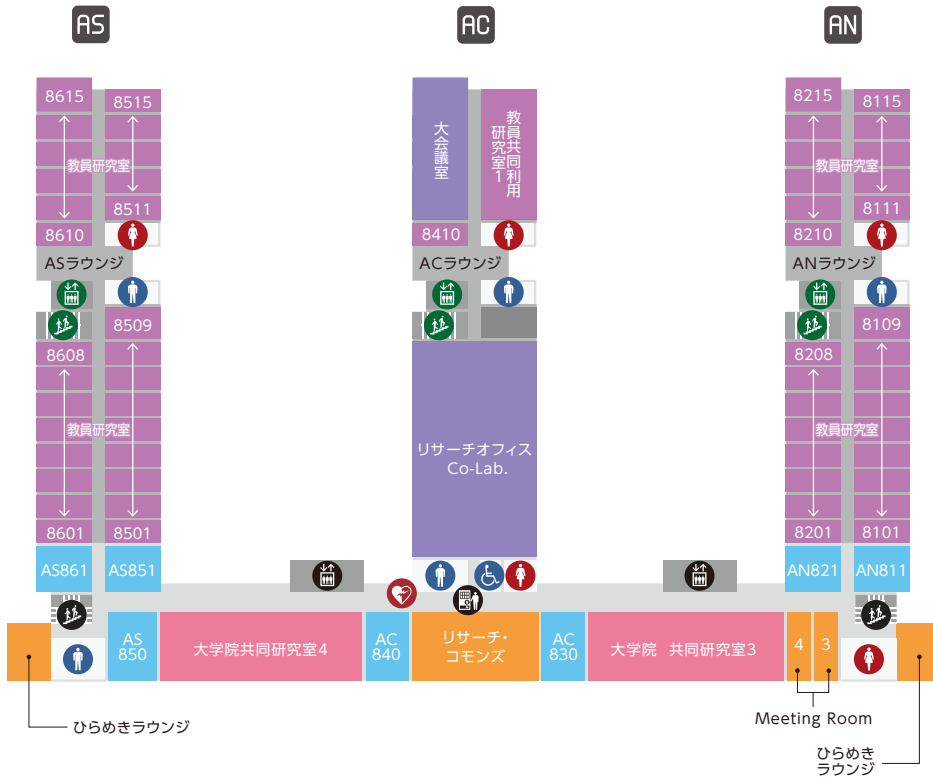 AS
AC
AN
8615
8515
教員研究室
8511
8610
ASラウンジ
8509
8608
教員研究室
8601
8501
AS861
AS851
大会議室
教員共同利用
研究室1
8410
ACラウンジ
リサーチオフィス
Co-Lab.
8215
8115
教員研究室
8111
8210
ANラウンジ
8109
8208
教員研究室
8201
8101
AN821
AN811
AS
850
大学院共同研究室4
AC
840
リサーチ・
コモンズ
AC
830
大学院 共同研究室3
4
3
ひらめきラウンジ
Meeting Room
ひらめき
ラウンジ